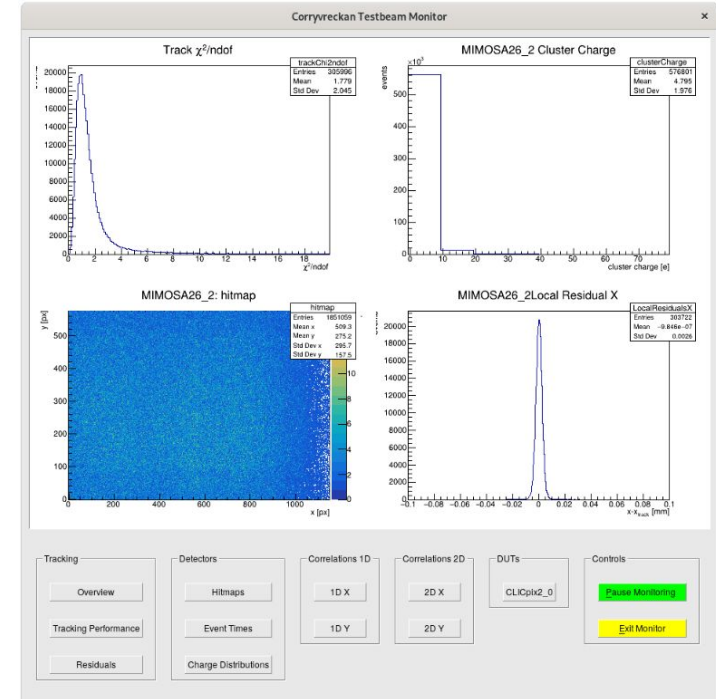 Corryvreckan Testbeam Monitor ×
Track χ²/ndof
trackChi2ndof
Entries 305996
Mean 1.779
Std Dev 2.045
20000
18000
16000
14000
12000
10000
8000
6000
4000
2000
0
0 2 4 6 8 10 12 14 16 18
χ²/ndof
MIMOSA26_2 Cluster Charge
clusterCharge
Entries 576801
Mean 4.795
Std Dev 1.976
×10³
events
500
400
300
200
100
0
0 10 20 30 40 50 60 70 80 90
cluster charge [e]
MIMOSA26_2: hitmap
hitmap
Entries 1851059
Mean x 509.3
Mean y 275.2
Std Dev x 295.7
Std Dev y 157.5
y [px]
500
400
300
200
100
0
0 200 400 600 800 1000
x [px]
10
8
6
4
2
0
MIMOSA26_2Local Residual X
LocalResidualsX
Entries 303722
Mean -9.846e-07
Std Dev 0.0026
20000
18000
16000
14000
12000
10000
8000
6000
4000
2000
0
-0.1 -0.08 -0.06 -0.04 -0.02 0 0.02 0.04 0.06 0.08 0.1
x-x_track [mm]
Tracking Detectors Correlations 1D Correlations 2D DUTs Controls
Overview Hitmaps 1D X 2D X CLICpix2_0 Pause Monitoring
Tracking Performance Event Times 1D Y 2D Y Exit Monitor
Residuals Charge Distributions